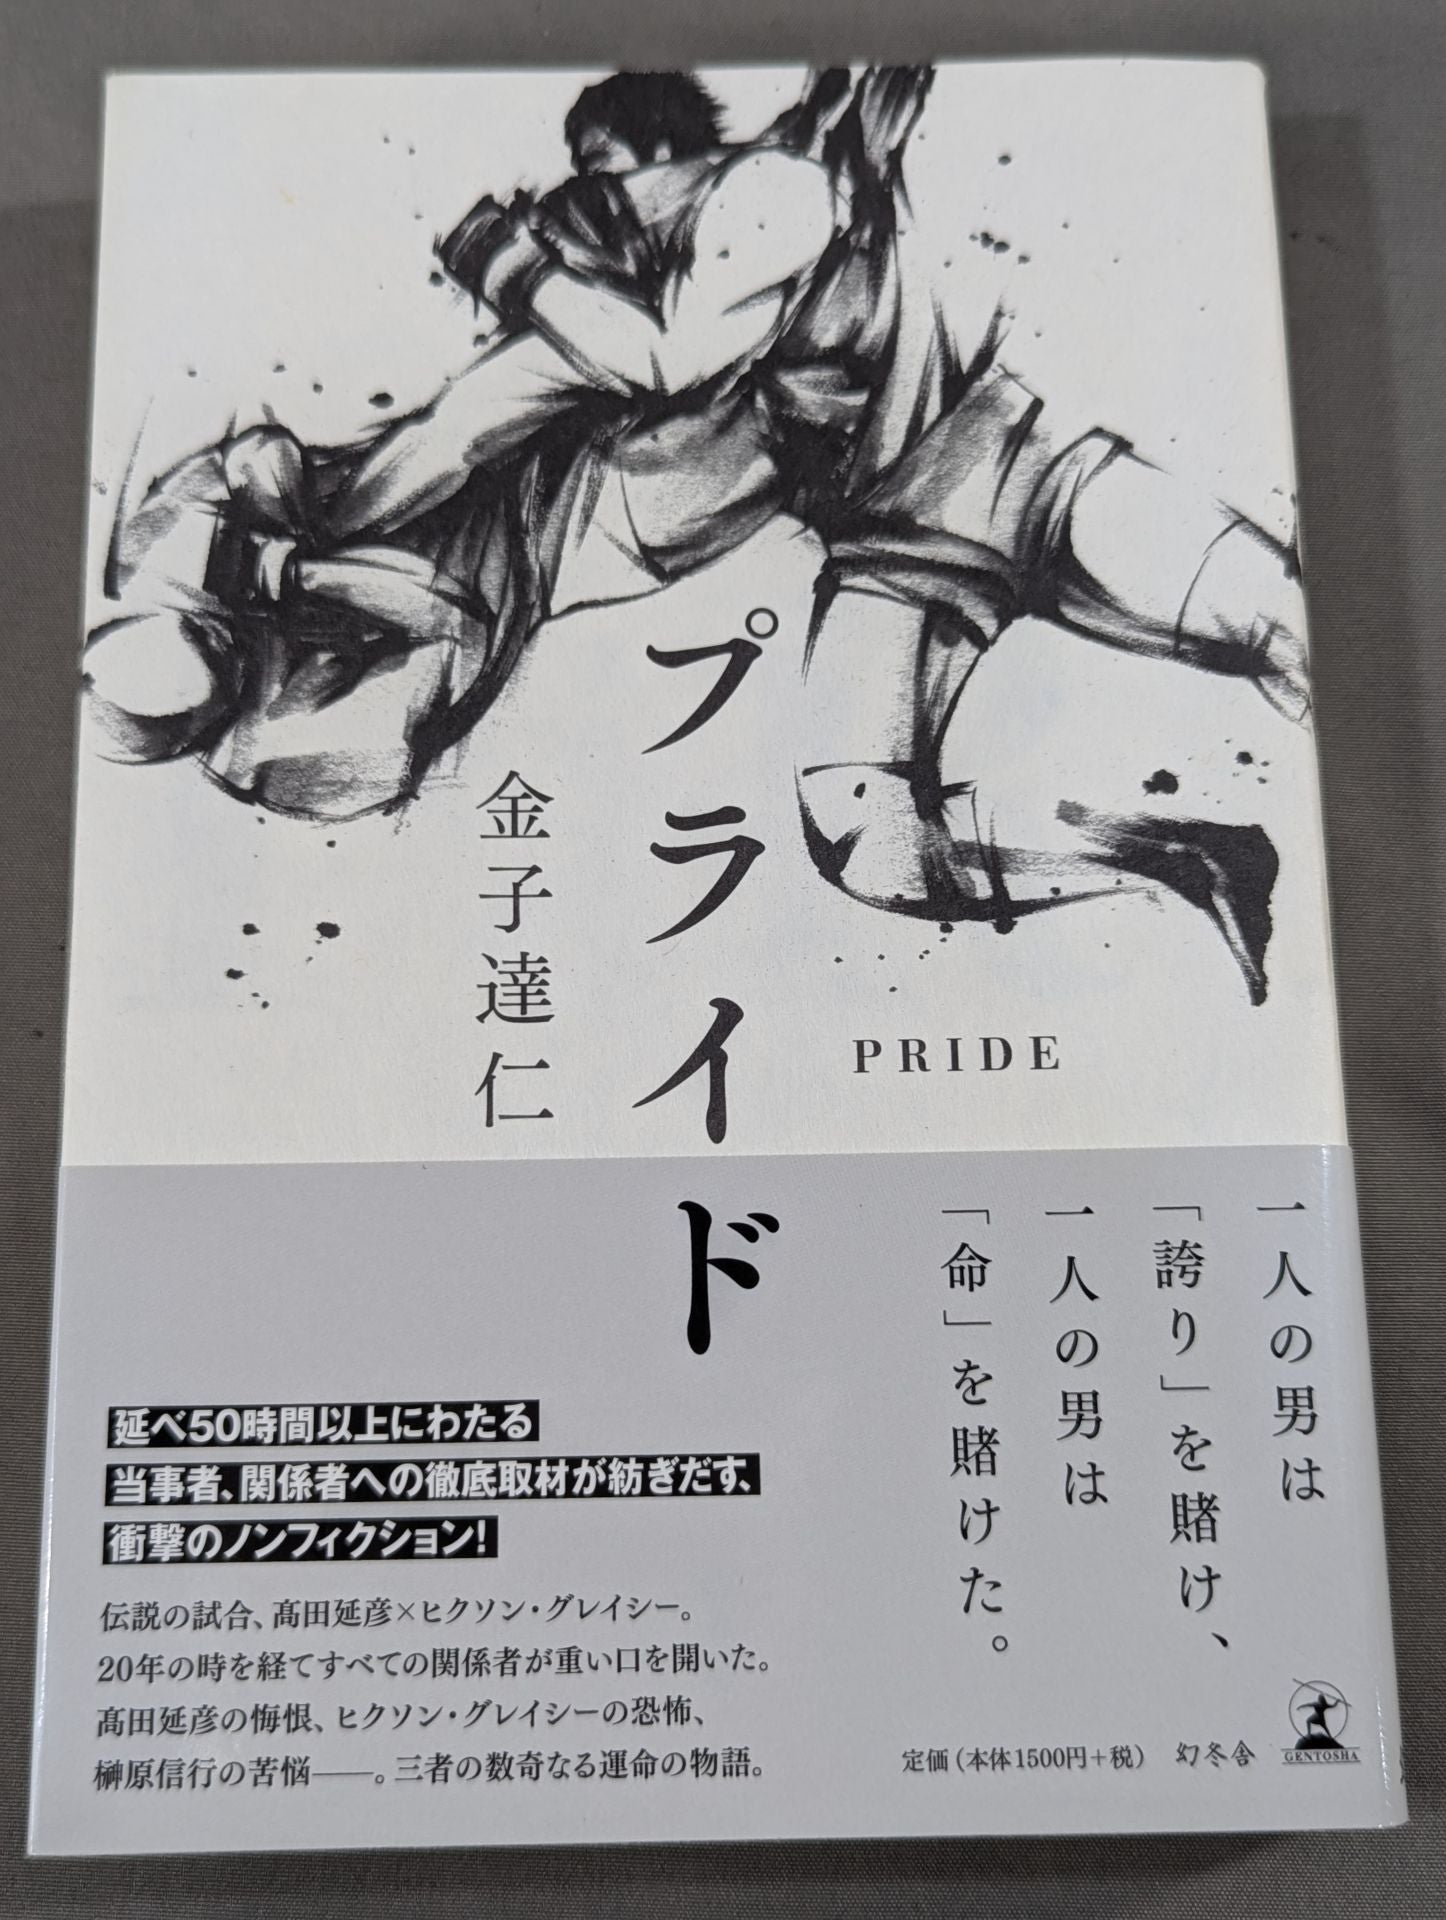 プライド
PRIDE
金子達仁
一人の男は
「誇り」を賭け、
一人の男は
「命」を賭けた。
延べ50時間以上にわたる
当事者、関係者への徹底取材が紡ぎだす、
衝撃のノンフィクション!
伝説の試合、髙田延彦×ヒクソン・グレイシー。
20年の時を経てすべての関係者が重い口を開いた。
髙田延彦の悔恨、ヒクソン・グレイシーの恐怖、
榊原信行の苦悩――。三者の数奇なる運命の物語。
定価(本体1500円+税)
幻冬舎
GENTOSHA